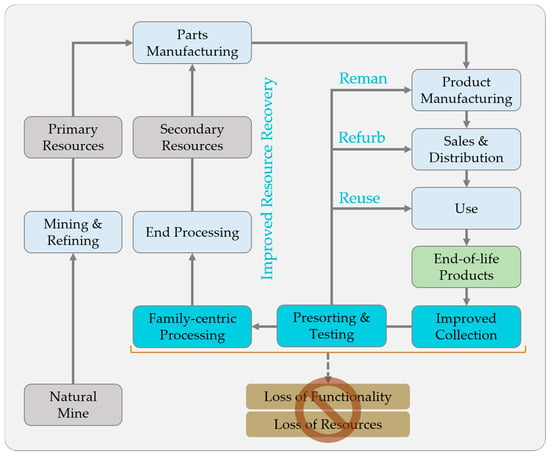 Parts
Manufacturing
Reman
Product
Manufacturing
Primary
Resources
Secondary
Resources
Improved Resource Recovery
Refurb
Sales &
Distribution
Mining &
Refining
End Processing
Reuse
Use
End-of-life
Products
Family-centric
Processing
Presorting &
Testing
Improved
Collection
Natural
Mine
Loss of Functionality
Loss of Resources